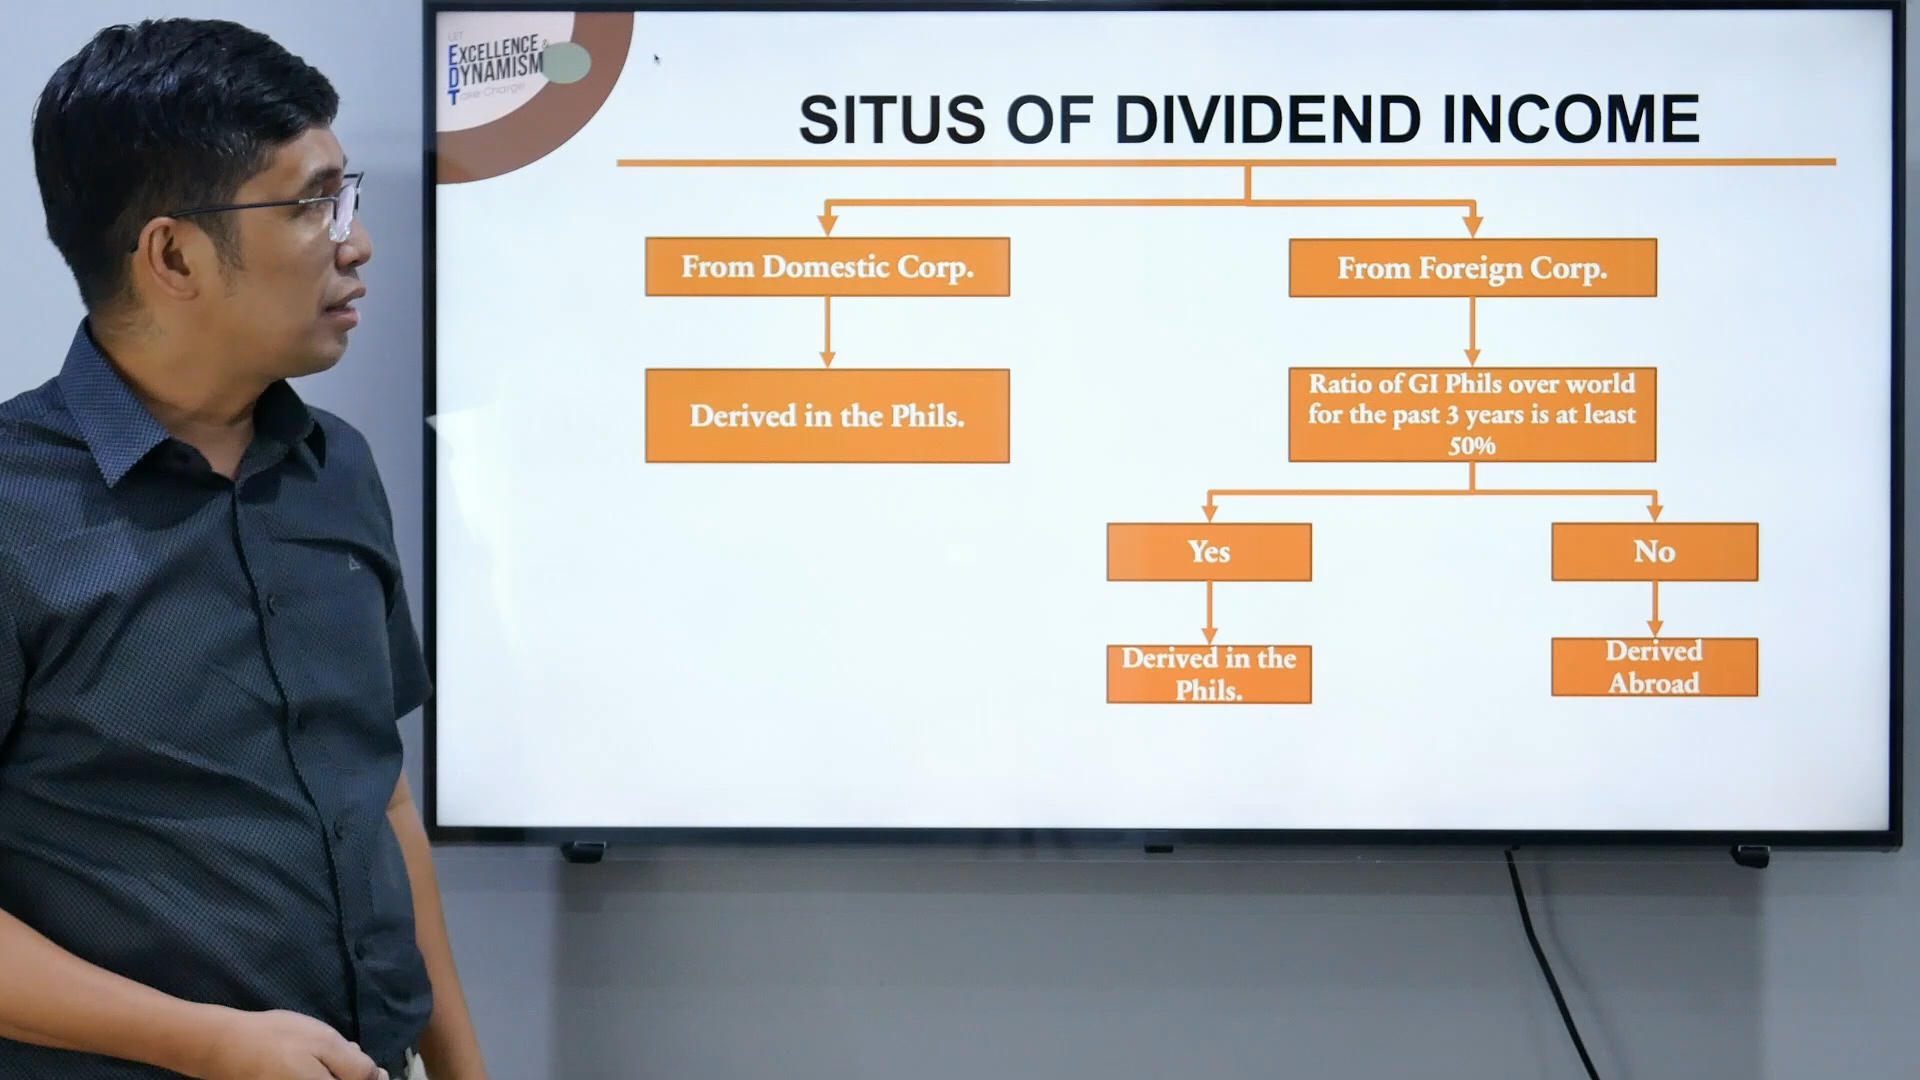 LET
EXCELLENCE &
DYNAMISM
Take Charge
SITUS OF DIVIDEND INCOME
From Domestic Corp.
From Foreign Corp.
Derived in the Phils.
Ratio of GI Phils over world
for the past 3 years is at least
50%
Yes
No
Derived in the
Phils.
Derived
Abroad